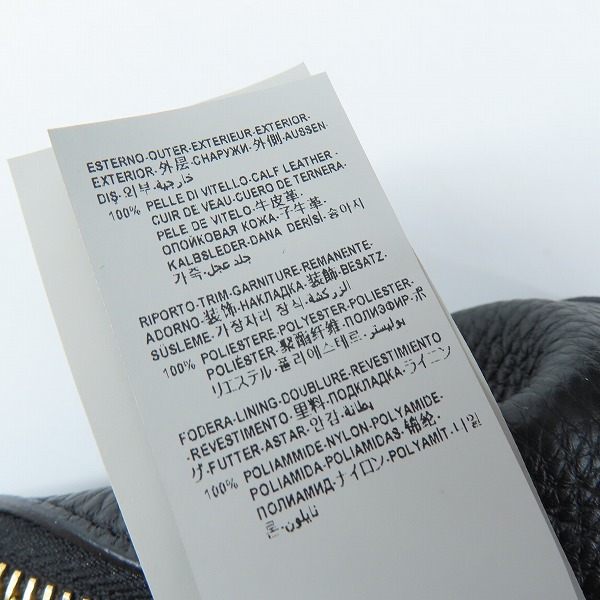 ESTERNO-OUTER-EXTERIEUR-EXTERIOR-
EXTERIOR-外层-СНАРУЖИ-外側-AUSSEN-
DIŞ-외부-خارجية
100% PELLE DI VITELLO-CALF LEATHER-
CUIR DE VEAU-CUERO DE TERNERA-
PELE DE VITELO-牛皮革-
ОПОЙКОВАЯ КОЖА-子牛革-
KALBSLEDER-DANA DERISI-송아지
가죽-جلد عجل
RIPORTO-TRIM-GARNITURE-REMANENTE-
ADORNO-装饰-НАКЛАДКА-装飾-BESATZ-
SÜSLEME-가장자리 장식-الزركشة
100% POLIESTERE-POLYESTER-POLIESTER-
POLIÉSTER-聚酯纤维-ПОЛИЭФИР-ポ
リエステル-폴리에스테르-بوليستر
FODERA-LINING-DOUBLURE-REVESTIMIENTO
-REVESTIMENTO-里料-ПОДКЛАДКА-ライニン
グ-FUTTER-ASTAR-안감-بطانة
100% POLIAMMIDE-NYLON-POLYAMIDE-
POLIAMIDA-POLIAMIDAS-锦纶-
ПОЛИАМИД-ナイロン-POLYAMİT-나일
론-نايلون